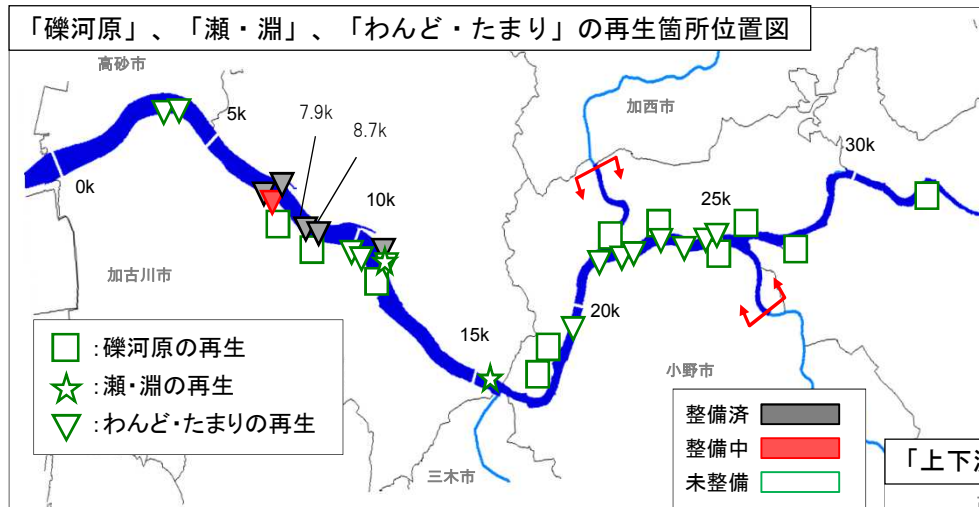 「礫河原」、「瀬・淵」、「わんど・たまり」の再生箇所位置図
高砂市
加西市
5k
7.9k
8.7k
30k
0k
10k
25k
加古川市
20k
15k
小野市
:礫河原の再生
:瀬・淵の再生
:わんど・たまりの再生
三木市
整備済
整備中
未整備
「上下